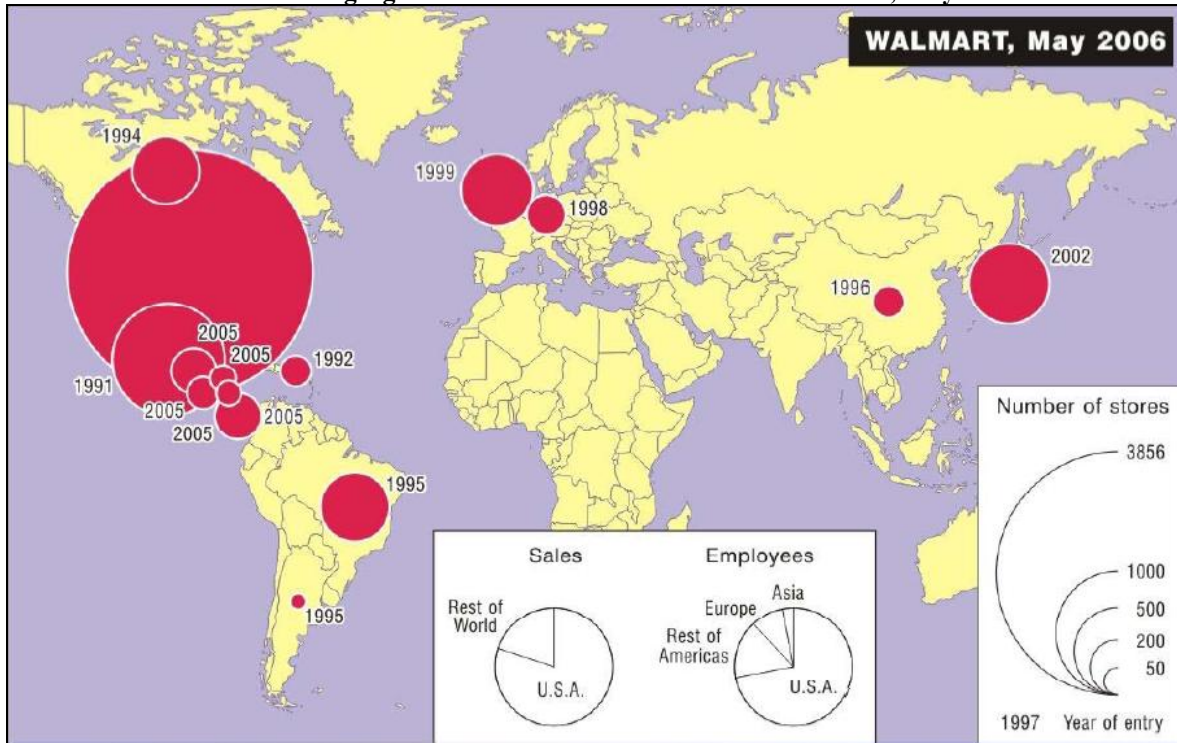 WALMART, May 2006
1994
1999
1998
2002
1996
2005
2005
1992
1991
2005
2005
2005
1995
1995
Number of stores
3856
1000
500
200
50
1997 Year of entry
Sales
Rest of
World
U.S.A.
Employees
Asia
Europe
Rest of
Americas
U.S.A.